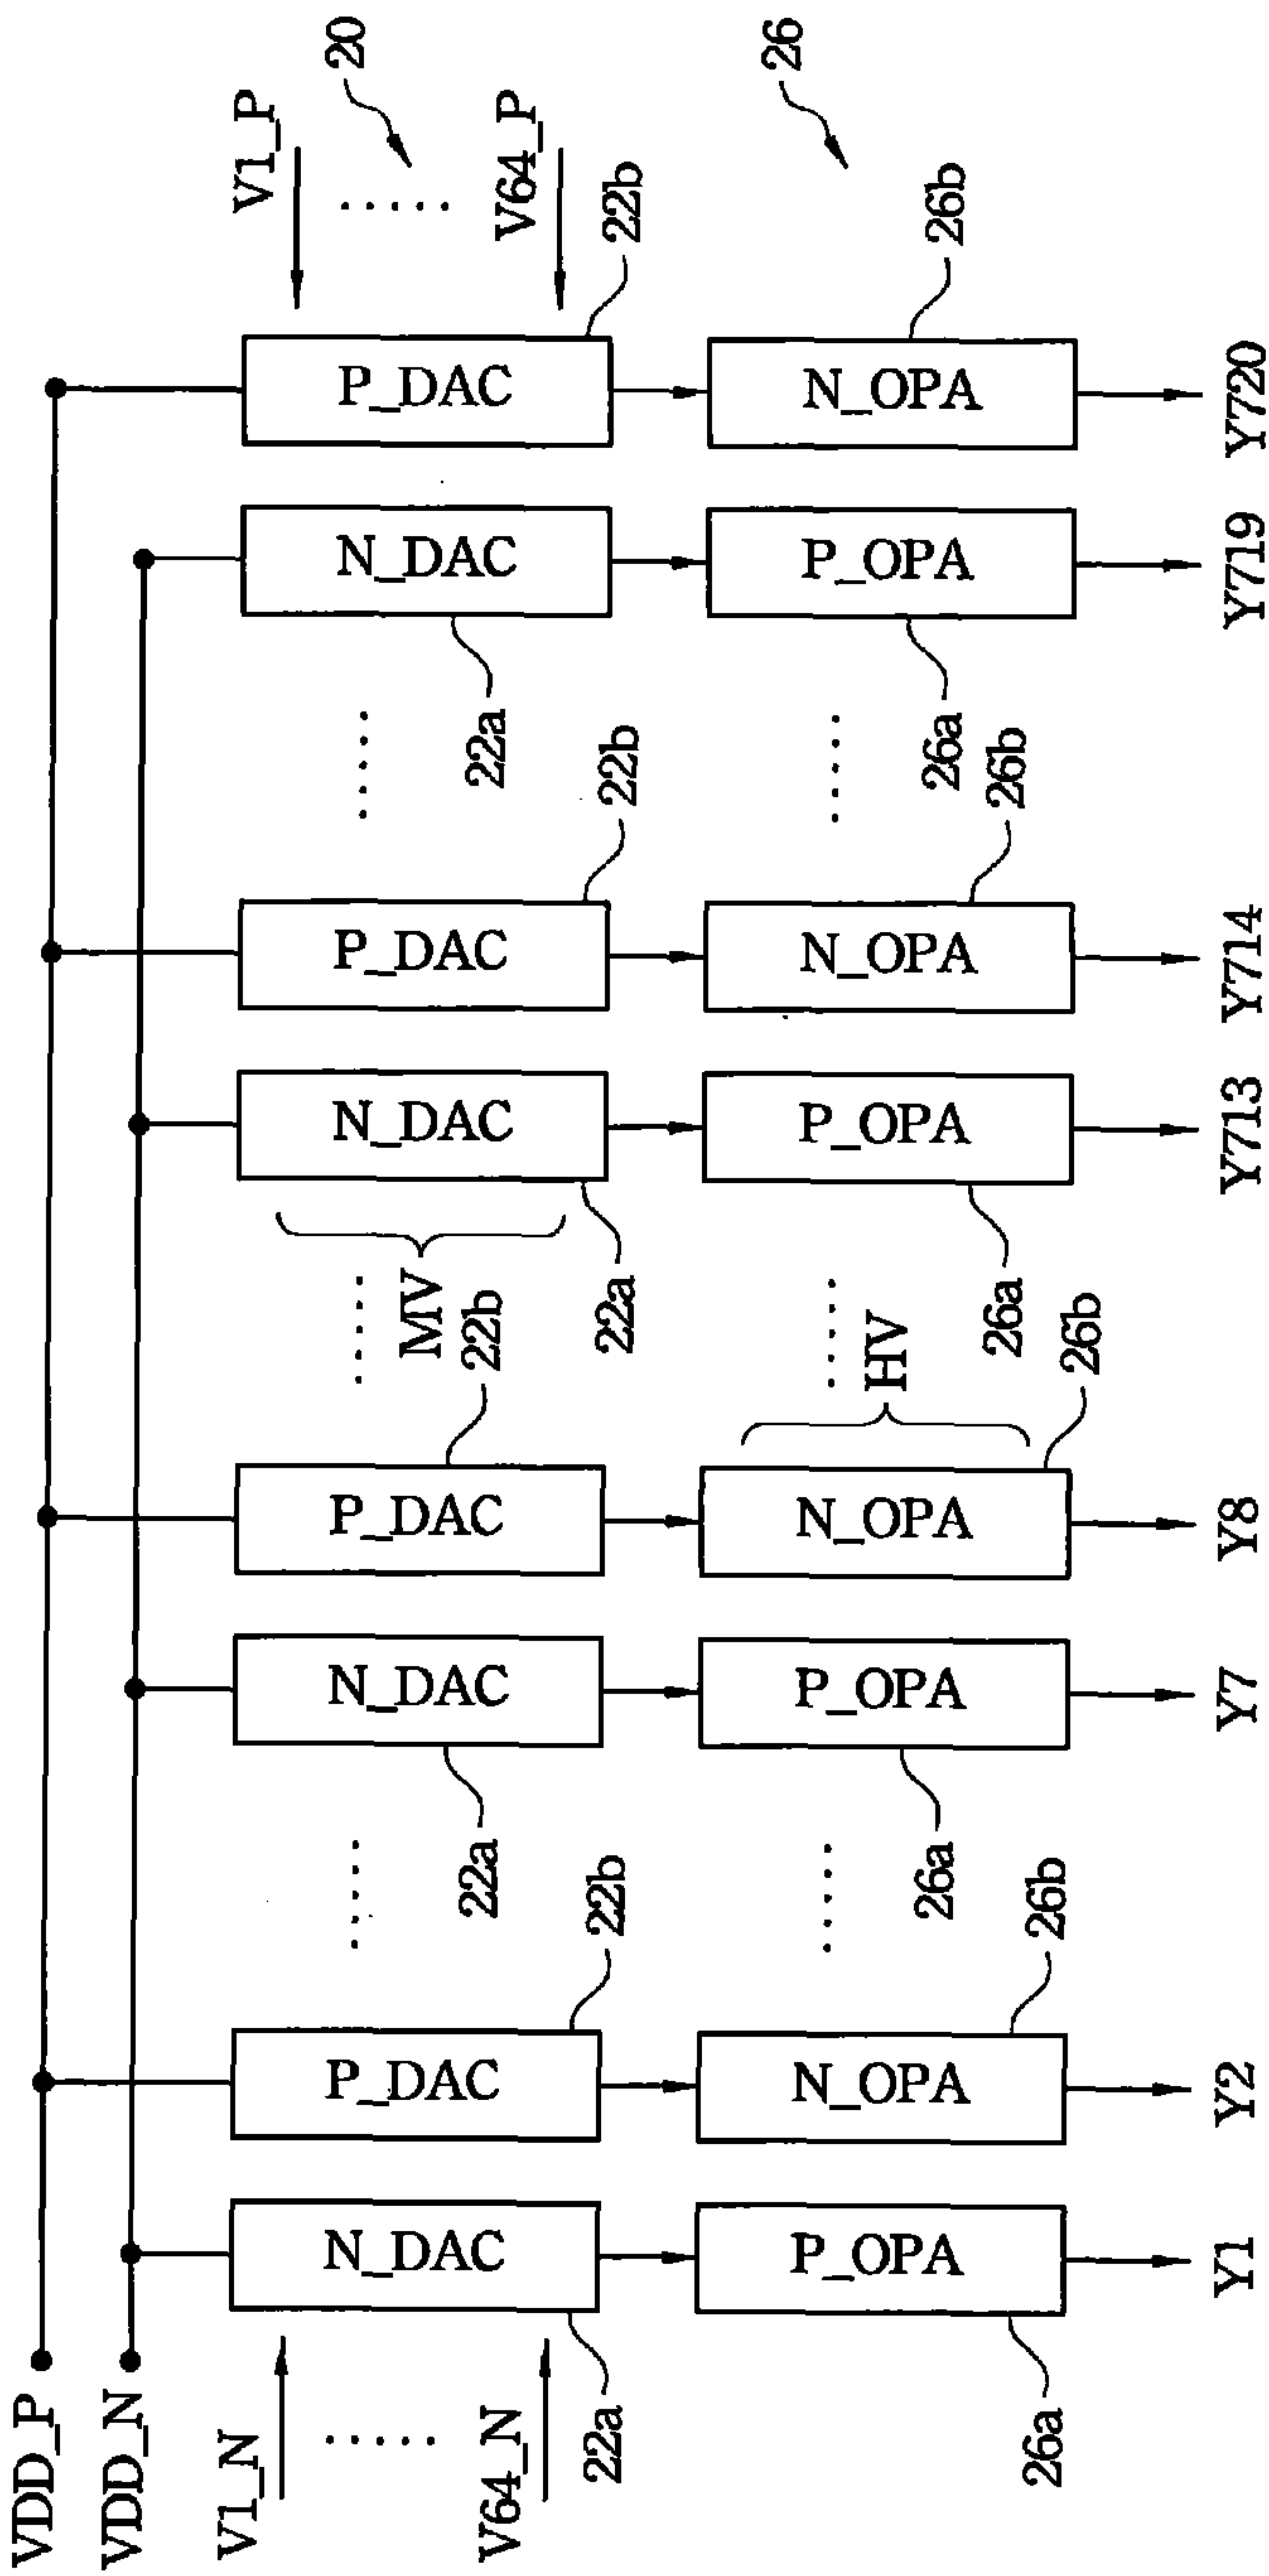 VDD_P
VDD_N
V1_N
V64_N
V1_P
V64_P
20
26
N_DAC
P_DAC
N_DAC
P_DAC
N_DAC
P_DAC
N_DAC
P_DAC
22a
22b
22a
22b
MV
22a
22b
22a
22b
P_OPA
N_OPA
P_OPA
N_OPA
P_OPA
N_OPA
P_OPA
N_OPA
26a
26b
26a
26b
HV
26a
26b
26a
26b
Y1
Y2
Y7
Y8
Y713
Y714
Y719
Y720